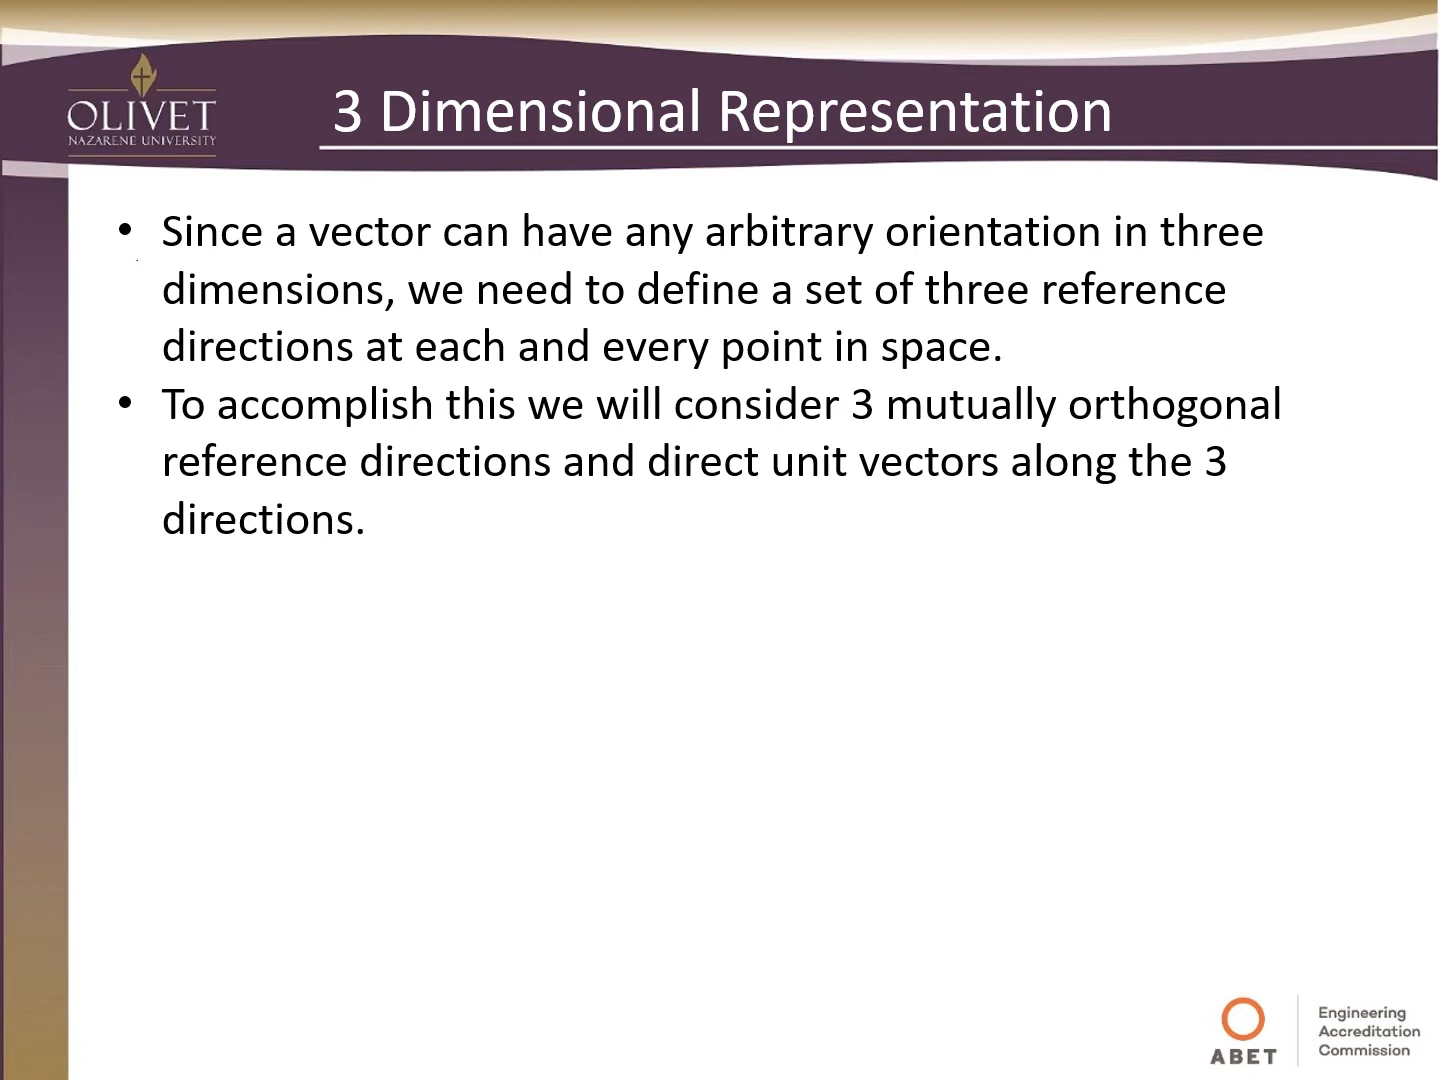 OLIVET
NAZARENE UNIVERSITY
3 Dimensional Representation
• Since a vector can have any arbitrary orientation in three
dimensions, we need to define a set of three reference
directions at each and every point in space.
• To accomplish this we will consider 3 mutually orthogonal
reference directions and direct unit vectors along the 3
directions.
ABET
Engineering
Accreditation
Commission